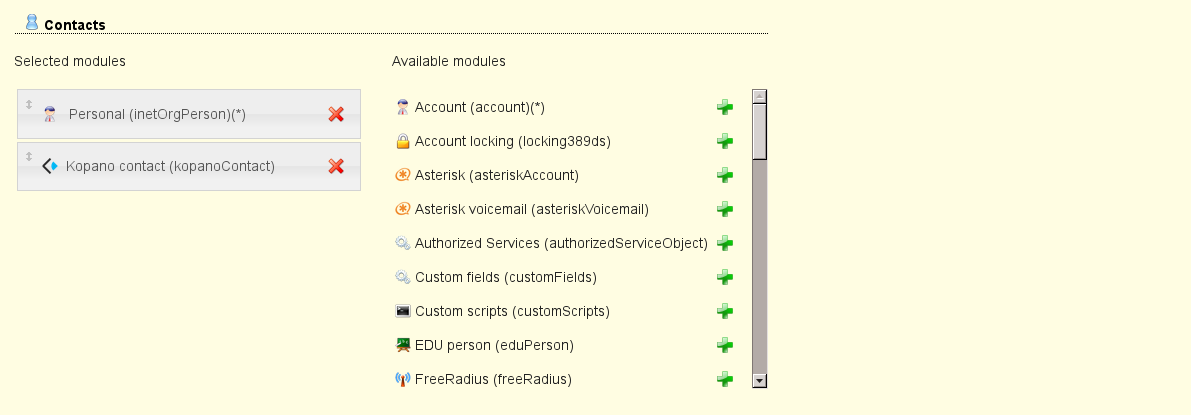 Contacts
Selected modules
Available modules
Personal (inetOrgPerson)(*)
Kopano contact (kopanoContact)
Account (account)(*)
Account locking (locking389ds)
Asterisk (asteriskAccount)
Asterisk voicemail (asteriskVoicemail)
Authorized Services (authorizedServiceObject)
Custom fields (customFields)
Custom scripts (customScripts)
EDU person (eduPerson)
FreeRadius (freeRadius)